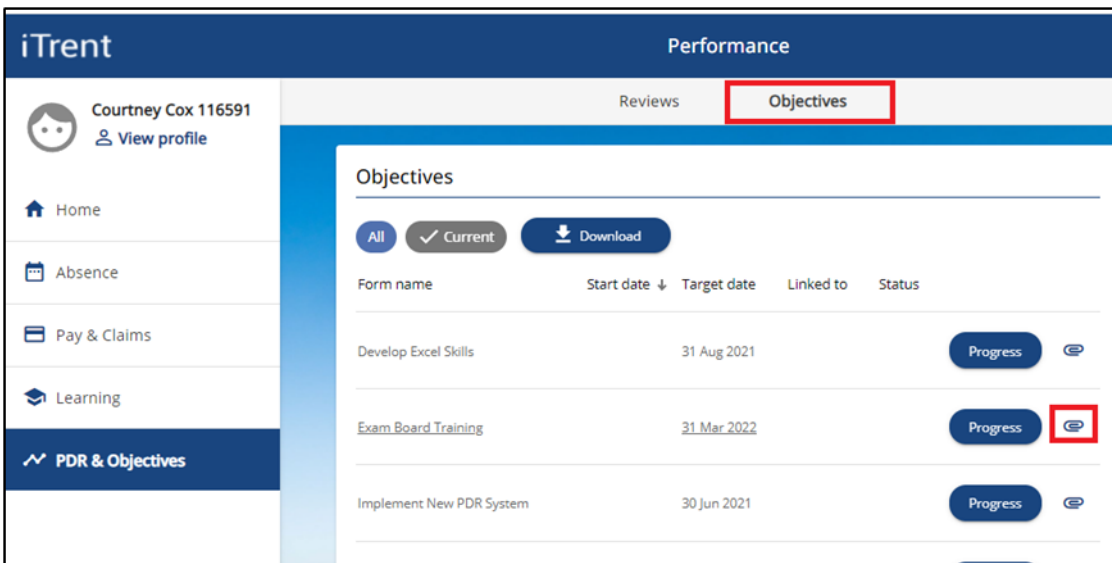 iTrent
Performance
Courtney Cox 116591
View profile
Reviews
Objectives
Home
Absence
Pay & Claims
Learning
PDR & Objectives
Objectives
All
Current
Download
Form name Start date Target date Linked to Status
Develop Excel Skills 31 Aug 2021 Progress
Exam Board Training 31 Mar 2022 Progress
Implement New PDR System 30 Jun 2021 Progress